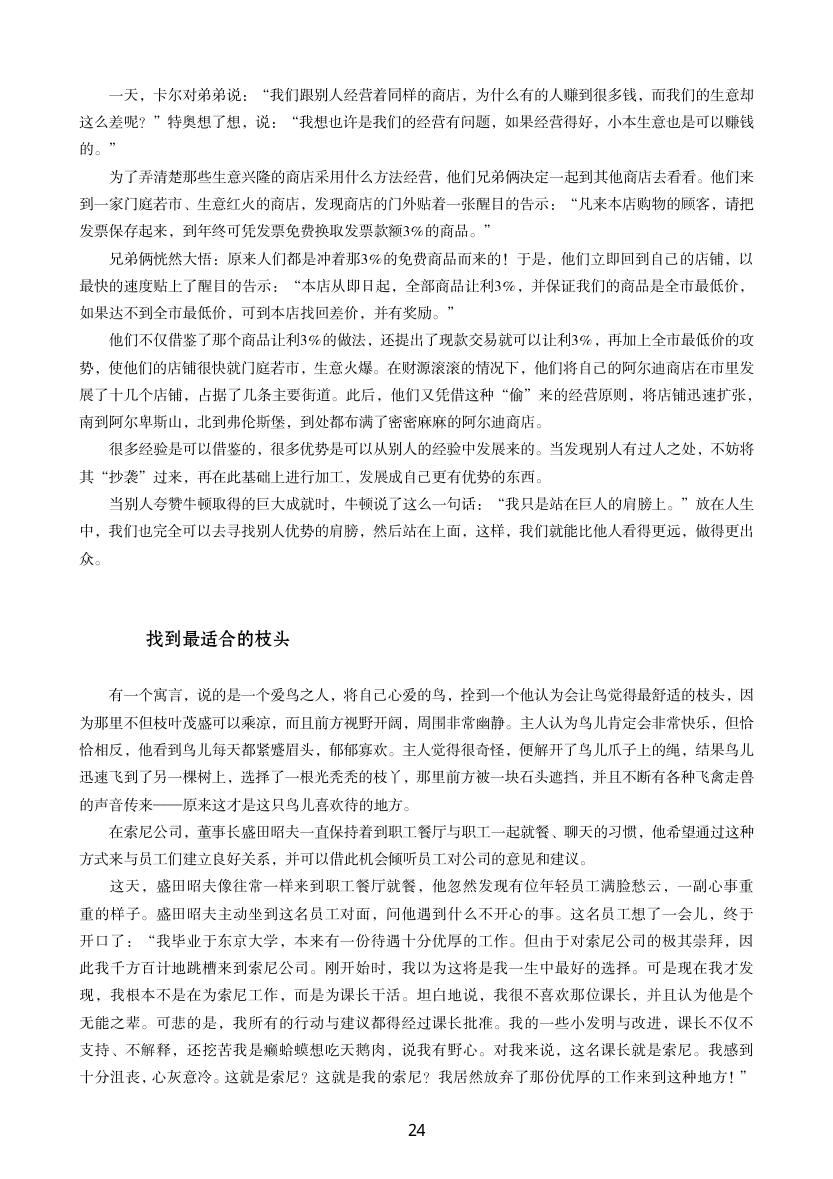 一天，卡尔对弟弟说：“我们跟别人经营着同样的商店，为什么有的人赚到很多钱，而我们的生意却
这么差呢？”特奥想了想，说：“我想也许是我们的经营有问题，如果经营得好，小本生意也是可以赚钱
的。”
为了弄清楚那些生意兴隆的商店采用什么方法经营，他们兄弟俩决定一起到其他商店去看看。他们来
到一家门庭若市、生意红火的商店，发现商店的门外贴着一张醒目的告示：“凡来本店购物的顾客，请把
发票保存起来，到年终可凭发票免费换取发票款额3%的商品。”
兄弟俩恍然大悟：原来人们都是冲着那3%的免费商品而来的！于是，他们立即回到自己的店铺，以
最快的速度贴上了醒目的告示：“本店从即日起，全部商品让利3%，并保证我们的商品是全市最低价，
如果达不到全市最低价，可到本店找回差价，并有奖励。”
他们不仅借鉴了那个商品让利3%的做法，还提出了现款交易就可以让利3%，再加上全市最低价的攻
势，使他们的店铺很快就门庭若市，生意火爆。在财源滚滚的情况下，他们将自己的阿尔迪商店在市里发
展了十几个店铺，占据了几条主要街道。此后，他们又凭借这种“偷”来的经营原则，将店铺迅速扩张，
南到阿尔卑斯山，北到弗伦斯堡，到处都布满了密密麻麻的阿尔迪商店。
很多经验是可以借鉴的，很多优势是可以从别人的经验中发展来的。当发现别人有过人之处，不妨将
其“抄袭”过来，再在此基础上进行加工，发展成自己更有优势的东西。
当别人夸赞牛顿取得的巨大成就时，牛顿说了这么一句话：“我只是站在巨人的肩膀上。”放在人生
中，我们也完全可以去寻找别人优势的肩膀，然后站在上面，这样，我们就能比他人看得更远，做得更出
众。
找到最适合的枝头
有一个寓言，说的是一个爱鸟之人，将自己心爱的鸟，拴到一个他认为会让鸟觉得最舒适的枝头，因
为那里不但枝叶茂盛可以乘凉，而且前方视野开阔，周围非常幽静。主人认为鸟儿肯定会非常快乐，但恰
恰相反，他看到鸟儿每天都紧蹙眉头，郁郁寡欢。主人觉得很奇怪，便解开了鸟儿爪子上的绳，结果鸟儿
迅速飞到了另一棵树上，选择了一根光秃秃的枝丫，那里前方被一块石头遮挡，并且不断有各种飞禽走兽
的声音传来——原来这才是这只鸟儿喜欢待的地方。
在索尼公司，董事长盛田昭夫一直保持着到职工餐厅与职工一起就餐、聊天的习惯，他希望通过这种
方式来与员工们建立良好关系，并可以借此机会倾听员工对公司的意见和建议。
这天，盛田昭夫像往常一样来到职工餐厅就餐，他忽然发现有位年轻员工满脸愁云，一副心事重
重的样子。盛田昭夫主动坐到这名员工对面，问他遇到什么不开心的事。这名员工想了一会儿，终于
开口了：“我毕业于东京大学，本来有一份待遇十分优厚的工作。但由于对索尼公司的极其崇拜，因
此我千方百计地跳槽来到索尼公司。刚开始时，我以为这将是我一生中最好的选择。可是现在我才发
现，我根本不是在为索尼工作，而是为课长干活。坦白地说，我很不喜欢那位课长，并且认为他是个
无能之辈。可悲的是，我所有的行动与建议都得经过课长批准。我的一些小发明与改进，课长不仅不
支持、不解释，还挖苦我是癞蛤蟆想吃天鹅肉，说我有野心。对我来说，这名课长就是索尼。我感到
十分沮丧，心灰意冷。这就是索尼？这就是我的索尼？我居然放弃了那份优厚的工作来到这种地方！”
24